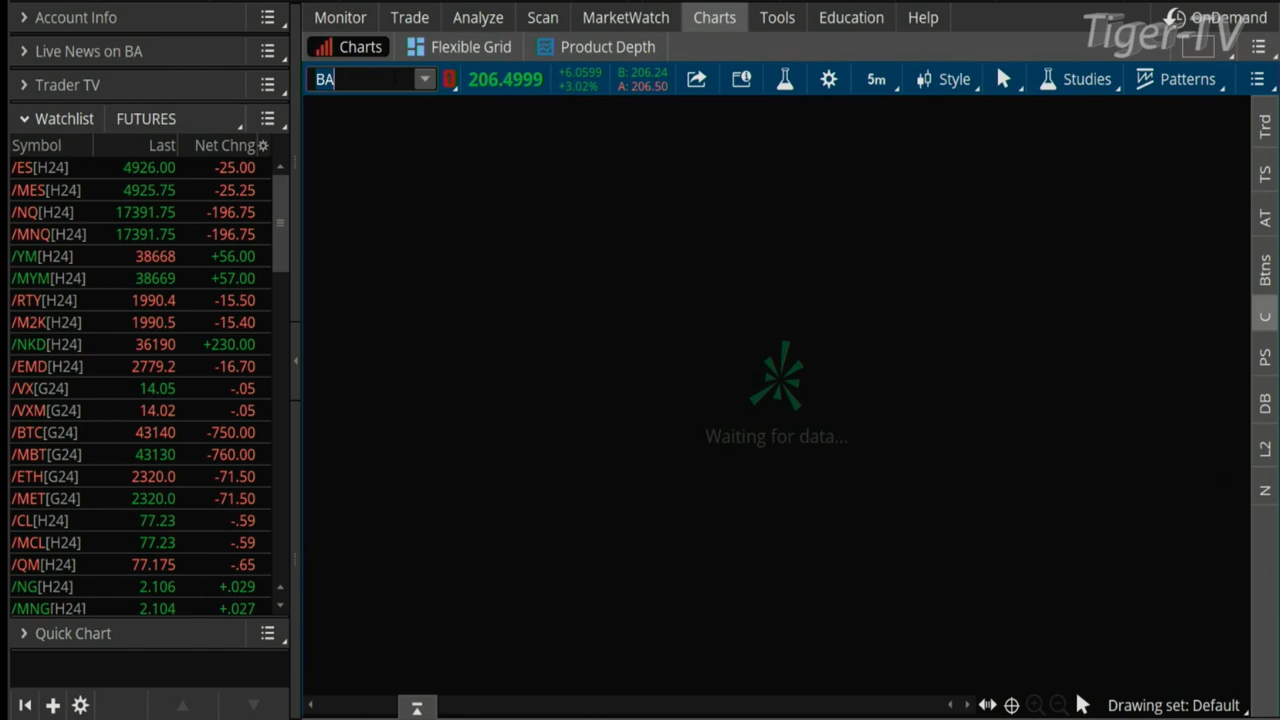 Account Info
Live News on BA
Trader TV
Watchlist FUTURES
Symbol Last Net Chng
/ES[H24] 4926.00 -25.00
/MES[H24] 4925.75 -25.25
/NQ[H24] 17391.75 -196.75
/MNQ[H24] 17391.75 -196.75
/YM[H24] 38668 +56.00
/MYM[H24] 38669 +57.00
/RTY[H24] 1990.4 -15.50
/M2K[H24] 1990.5 -15.40
/NKD[H24] 36190 +230.00
/EMD[H24] 2779.2 -16.70
/VX[G24] 14.05 -.05
/VXM[G24] 14.02 -.05
/BTC[G24] 43140 -750.00
/MBT[G24] 43130 -760.00
/ETH[G24] 2320.0 -71.50
/MET[G24] 2320.0 -71.50
/CL[H24] 77.23 -.59
/MCL[H24] 77.23 -.59
/QM[H24] 77.175 -.65
/NG[H24] 2.106 +.029
/MNG[H24] 2.104 +.027
Quick Chart
Monitor Trade Analyze Scan MarketWatch Charts Tools Education Help
Tiger-TV
OnDemand
Charts Flexible Grid Product Depth
BA 206.4999 +6.0599 B: 206.24
+3.02% A: 206.50
5m Style Studies Patterns
Waiting for data...
Trd
TS
AT
Btns
C
PS
DB
L2
N
Drawing set: Default